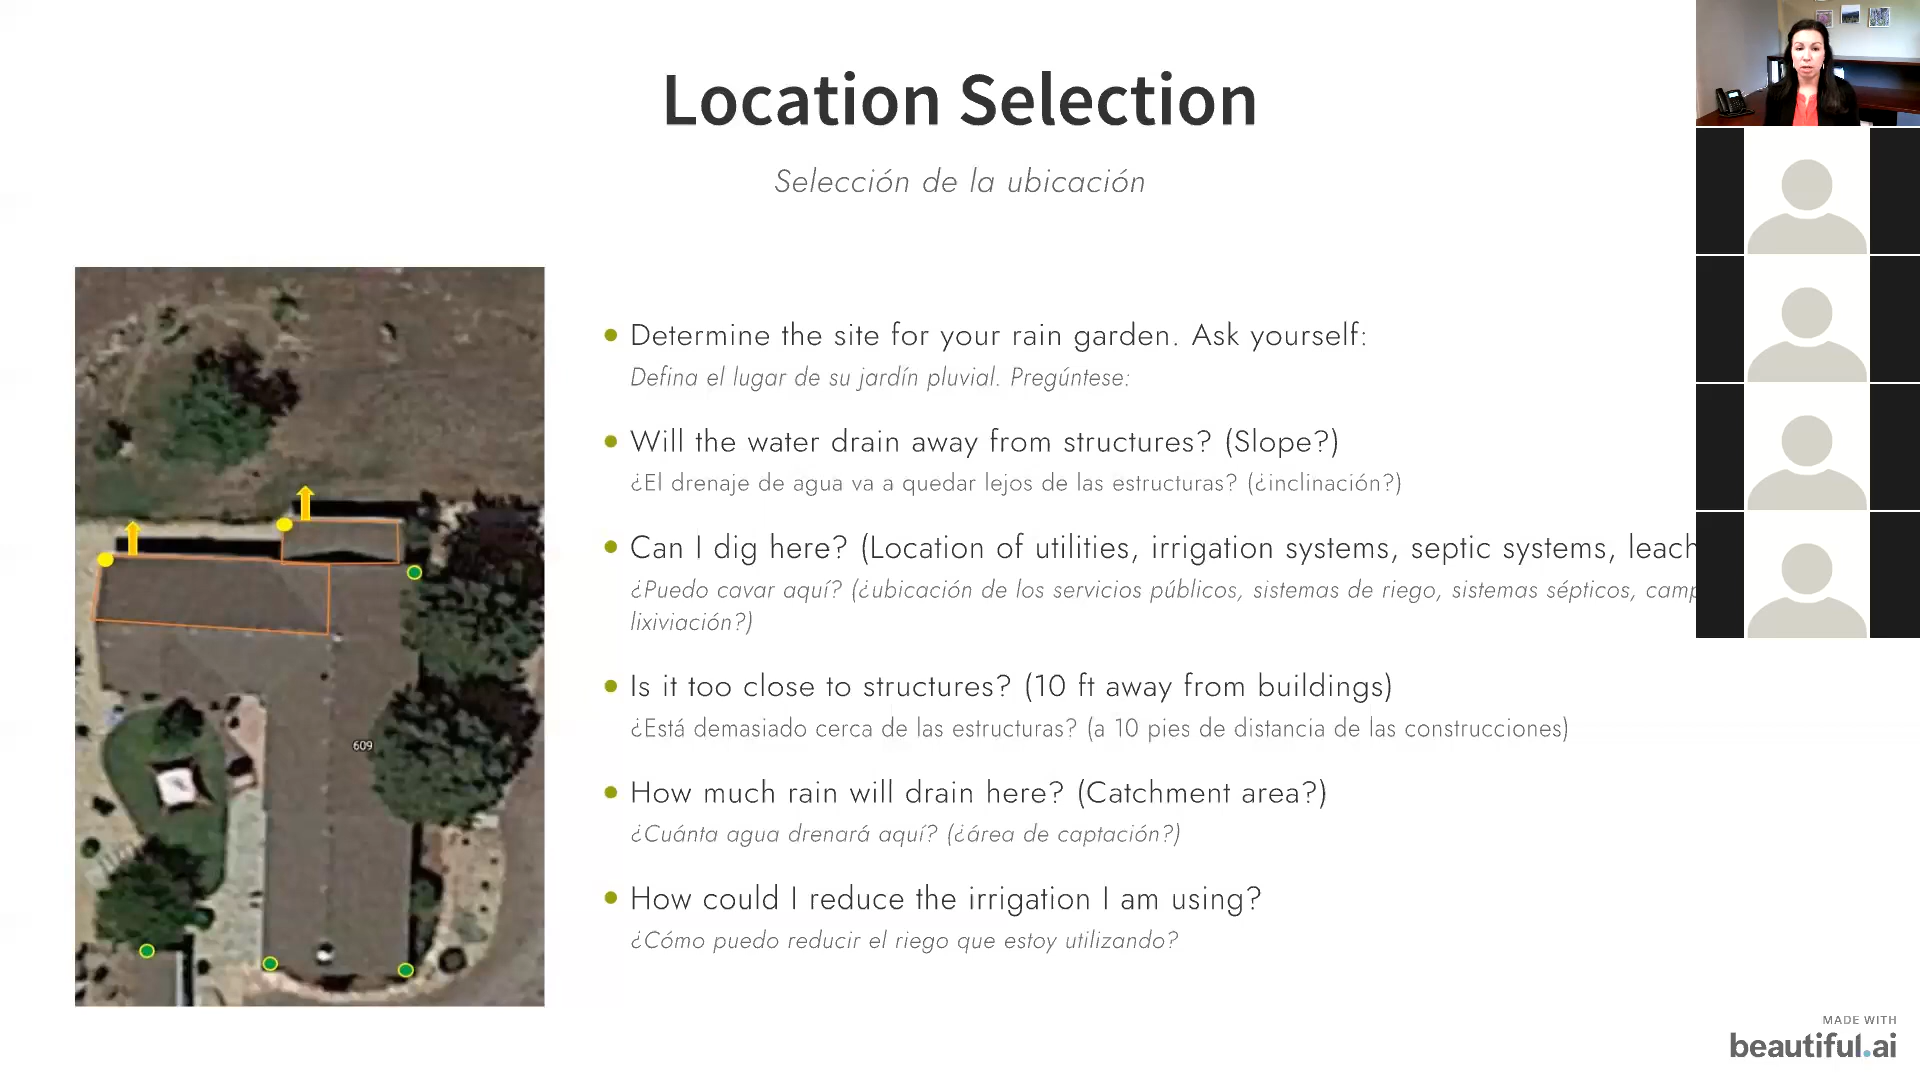 Location Selection
Selección de la ubicación
Determine the site for your rain garden. Ask yourself:
Defina el lugar de su jardín pluvial. Pregúntese:
Will the water drain away from structures? (Slope?)
¿El drenaje de agua va a quedar lejos de las estructuras? (¿inclinación?)
Can I dig here? (Location of utilities, irrigation systems, septic systems, leach
¿Puedo cavar aquí? (¿ubicación de los servicios públicos, sistemas de riego, sistemas sépticos,
lixiviación?)
Is it too close to structures? (10 ft away from buildings)
¿Está demasiado cerca de las estructuras? (a 10 pies de distancia de las construcciones)
609
How much rain will drain here? (Catchment area?)
¿Cuánta agua drenará aquí? (¿área de captación?)
How could I reduce the irrigation I am using?
¿Cómo puedo reducir el riego que estoy utilizando?
MADE WITH
beautiful.ai